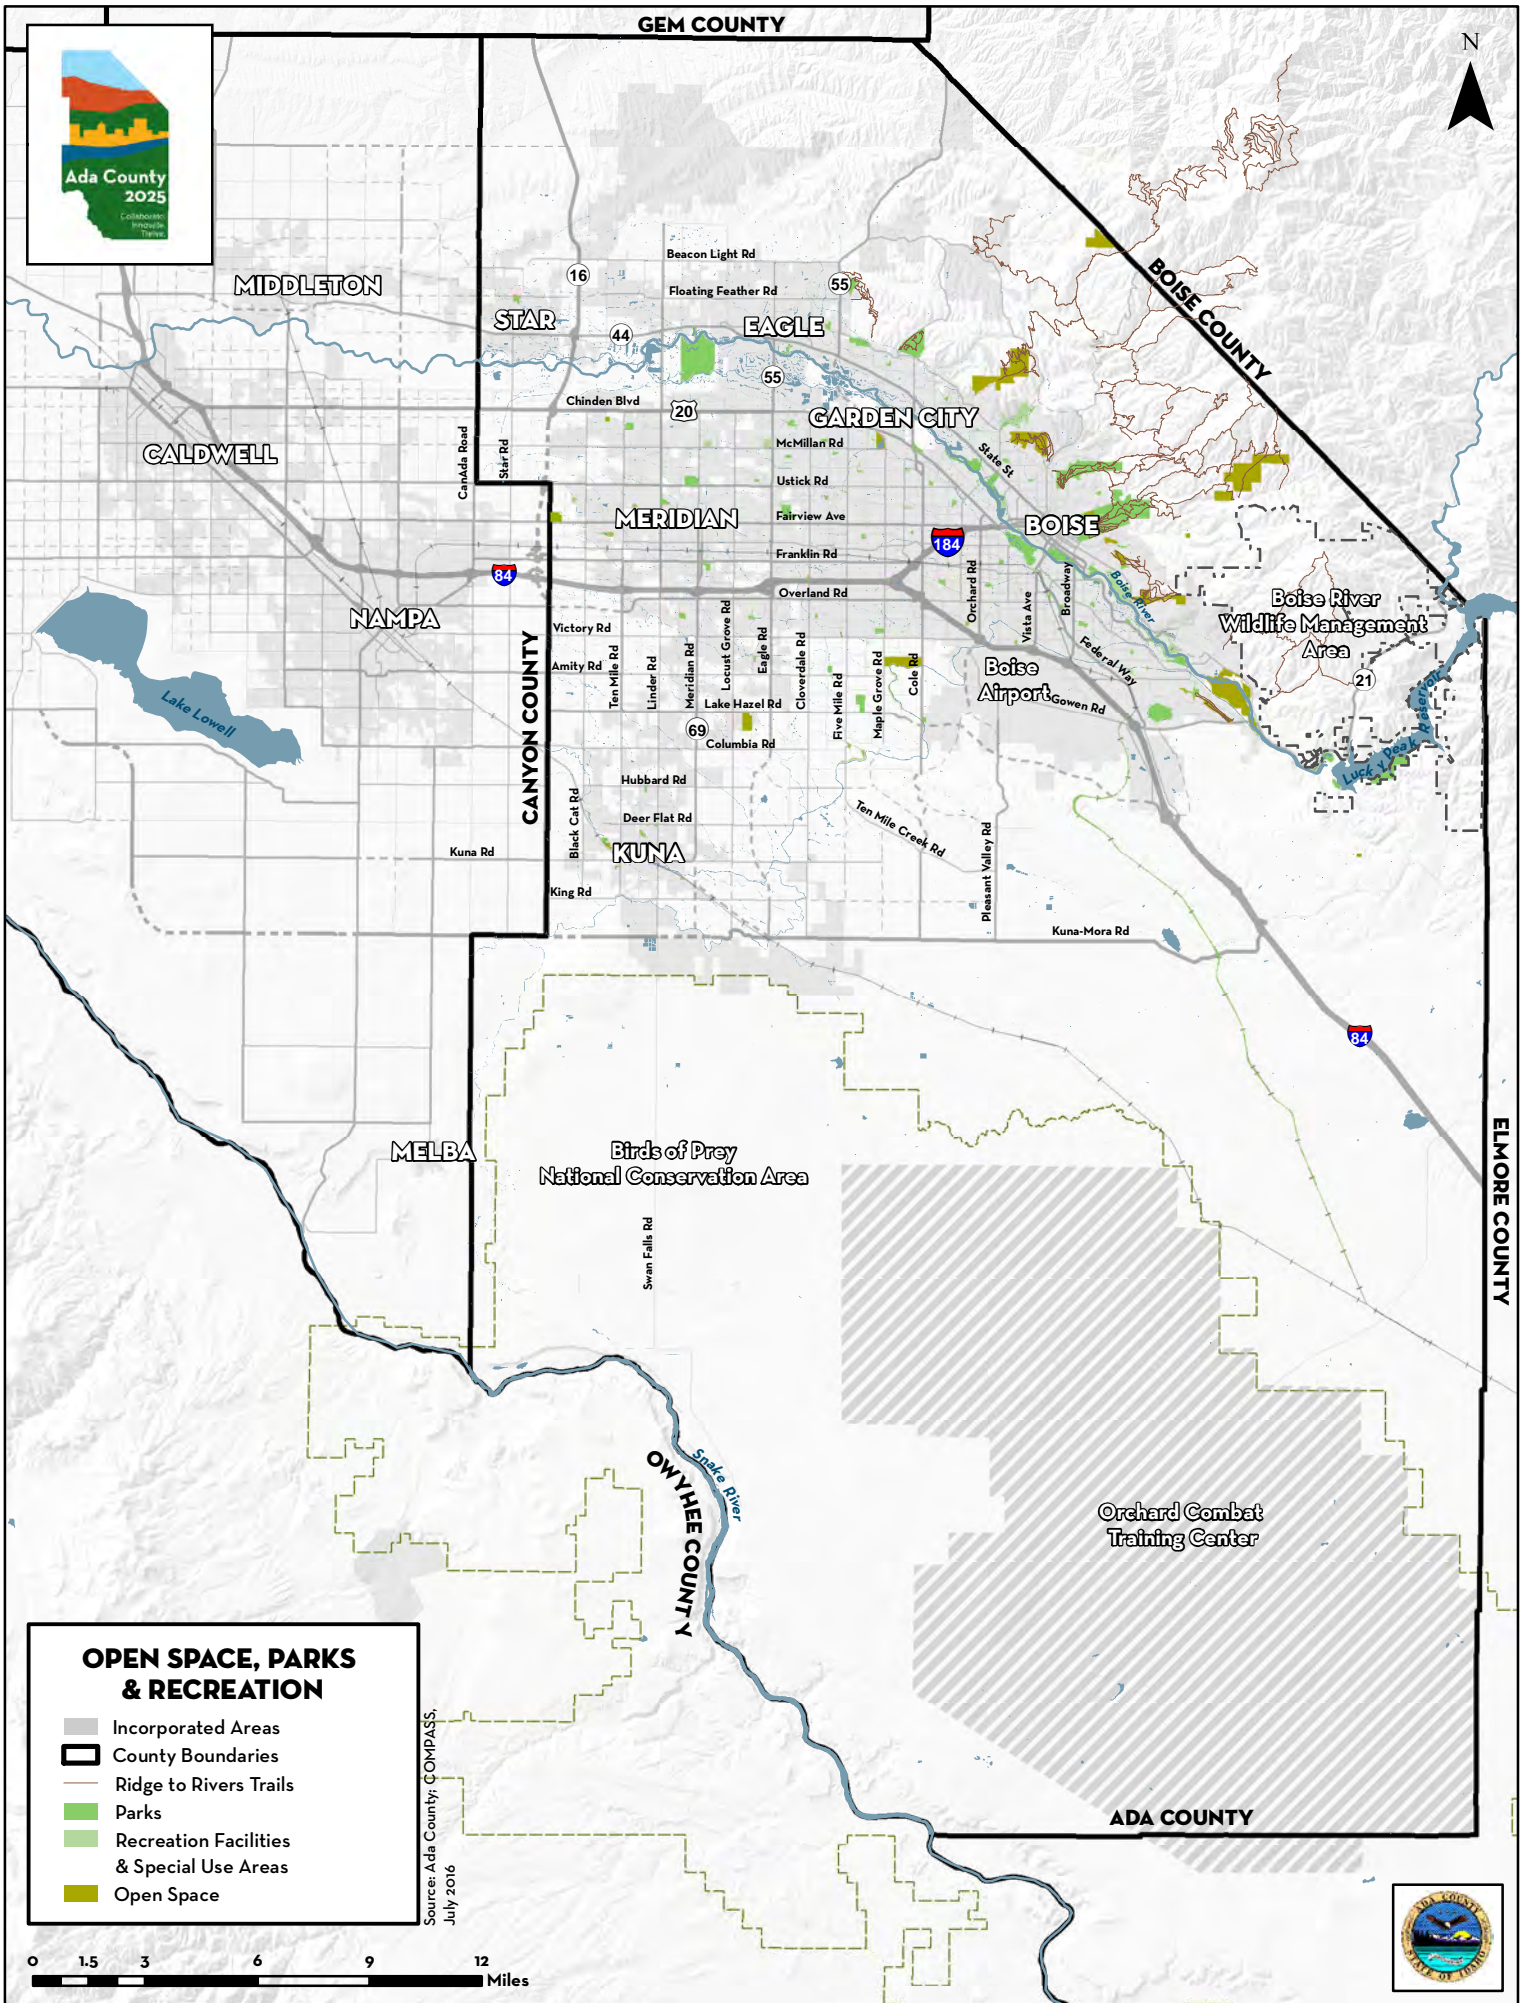 GEM COUNTY
N
Ada County
2025
Collaborate.
Innovate.
Thrive.
BOISE COUNTY
Beacon Light Rd
16
55
MIDDLETON
Floating Feather Rd
STAR
44
EAGLE
55
Chinden Blvd
20
GARDEN CITY
McMillan Rd
State St
CALDWELL
CanAda Road
Star Rd
Ustick Rd
MERIDIAN
Fairview Ave
BOISE
184
Franklin Rd
84
Overland Rd
Orchard Rd
Vista Ave
Broadway
Boise River
Boise River
Wildlife Management
Area
NAMPA
Victory Rd
Amity Rd
Ten Mile Rd
Linder Rd
Meridian Rd
Locust Grove Rd
Eagle Rd
Cloverdale Rd
Five Mile Rd
Maple Grove Rd
Cole Rd
Federal Way
Boise
Airport
Gowen Rd
21
Lake Lowell
CANYON COUNTY
Lake Hazel Rd
69
Columbia Rd
Lucky Peak Reservoir
Hubbard Rd
Black Cat Rd
Deer Flat Rd
Ten Mile Creek Rd
Pleasant Valley Rd
Kuna Rd
KUNA
King Rd
Kuna-Mora Rd
84
MELBA
Birds of Prey
National Conservation Area
ELMORE COUNTY
Swan Falls Rd
OWYHEE COUNTY
Snake River
Orchard Combat
Training Center
OPEN SPACE, PARKS
& RECREATION
Incorporated Areas
County Boundaries
Ridge to Rivers Trails
Parks
Recreation Facilities
& Special Use Areas
Open Space
Source: Ada County; COMPASS,
July 2016
ADA COUNTY
ADA COUNTY
STATE OF IDAHO
0 1.5 3 6 9 12
Miles